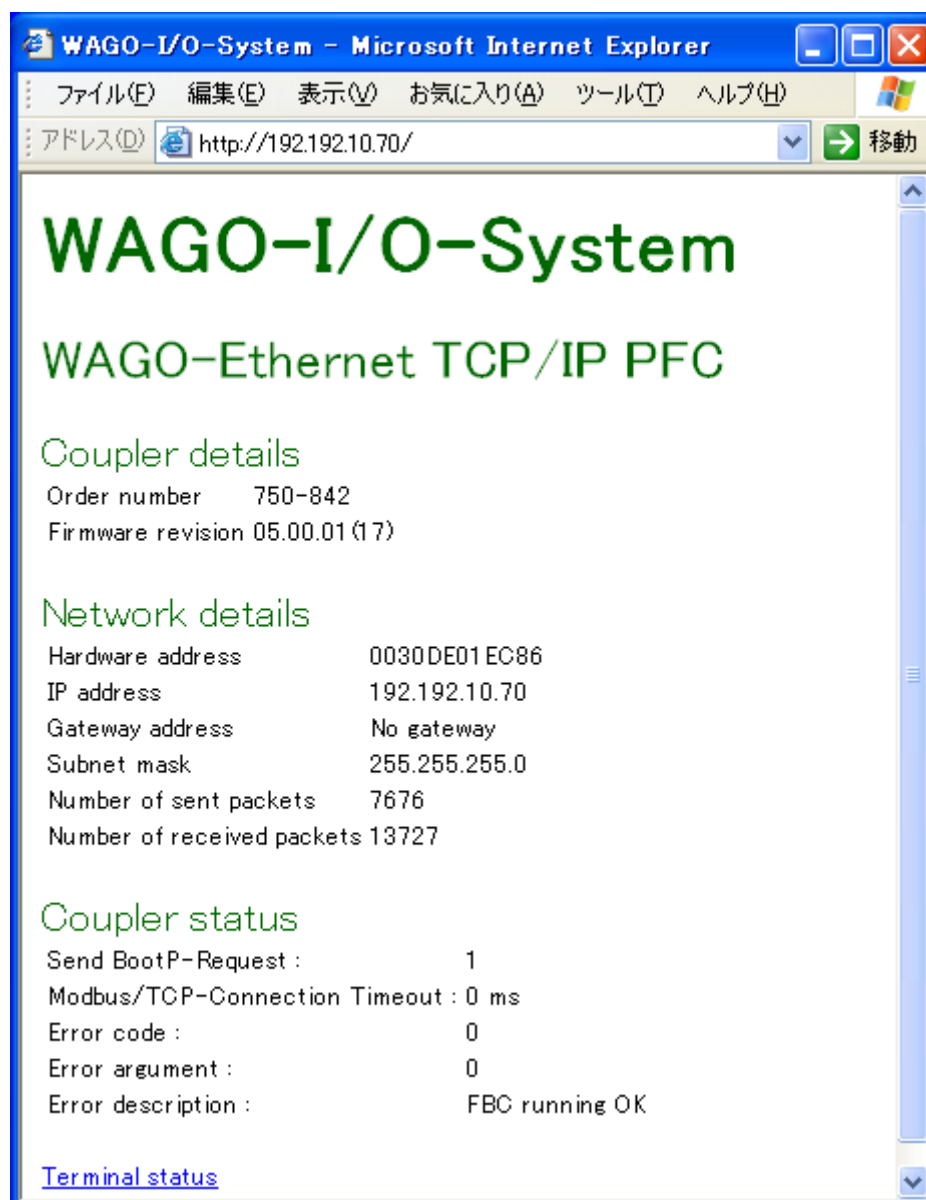 WAGO-I/O-System - Microsoft Internet Explorer
ファイル(F) 編集(E) 表示(V) お気に入り(A) ツール(T) ヘルプ(H)
アドレス(D) http://192.192.10.70/ 移動
WAGO-I/O-System
WAGO-Ethernet TCP/IP PFC
Coupler details
Order number 750-842
Firmware revision 05.00.01(17)
Network details
Hardware address 0030DE01EC86
IP address 192.192.10.70
Gateway address No gateway
Subnet mask 255.255.255.0
Number of sent packets 7676
Number of received packets 13727
Coupler status
Send BootP-Request : 1
Modbus/TCP-Connection Timeout : 0 ms
Error code : 0
Error argument : 0
Error description : FBC running OK
Terminal status